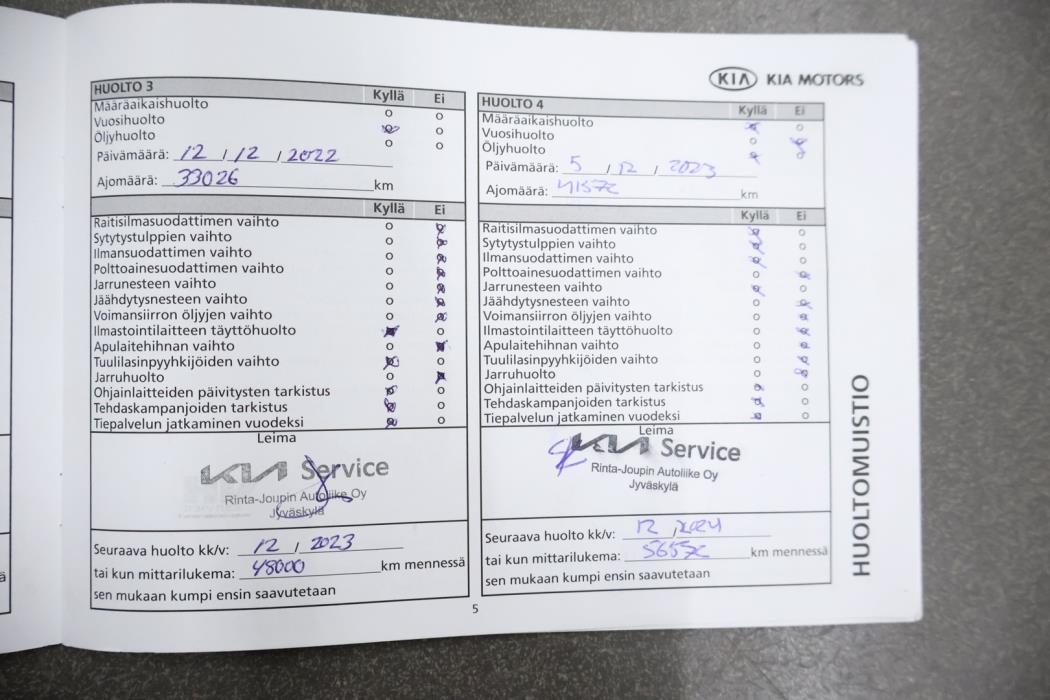 KIA KIA MOTORS
HUOLTO 3 Kyllä Ei
Määräaikaishuolto o o
Vuosihuolto o
Öljyhuolto o o
Päivämäärä: 12 / 12 / 2022
Ajomäärä: 33026 km
Kyllä Ei
Raitisilmasuodattimen vaihto o
Sytytystulppien vaihto o
Ilmansuodattimen vaihto o
Polttoainesuodattimen vaihto o
Jarrunesteen vaihto o
Jäähdytysnesteen vaihto o
Voimansiirron öljyjen vaihto o
Ilmastointilaitteen täyttöhuolto o
Apulaitehihnan vaihto o
Tuulilasinpyyhkijöiden vaihto o
Jarruhuolto o
Ohjainlaitteiden päivitysten tarkistus o
Tehdaskampanjoiden tarkistus o
Tiepalvelun jatkaminen vuodeksi o
Leima
KIA Service
Rinta-Joupin Autoliike Oy
Jyväskylä
Seuraava huolto kk/v: 12 / 2023
tai kun mittarilukema: 48000 km mennessä
sen mukaan kumpi ensin saavutetaan
HUOLTO 4 Kyllä Ei
Määräaikaishuolto o
Vuosihuolto o
Öljyhuolto o
Päivämäärä: 5 / 12 / 2023
Ajomäärä: km
Kyllä Ei
Raitisilmasuodattimen vaihto o
Sytytystulppien vaihto o
Ilmansuodattimen vaihto o
Polttoainesuodattimen vaihto o
Jarrunesteen vaihto o
Jäähdytysnesteen vaihto o
Voimansiirron öljyjen vaihto o
Ilmastointilaitteen täyttöhuolto o
Apulaitehihnan vaihto o
Tuulilasinpyyhkijöiden vaihto o
Jarruhuolto o
Ohjainlaitteiden päivitysten tarkistus o
Tehdaskampanjoiden tarkistus o
Tiepalvelun jatkaminen vuodeksi o
Leima
KIA Service
Rinta-Joupin Autoliike Oy
Jyväskylä
Seuraava huolto kk/v: 12 / 2024
tai kun mittarilukema: km mennessä
sen mukaan kumpi ensin saavutetaan
HUOLTOMUISTIO
5